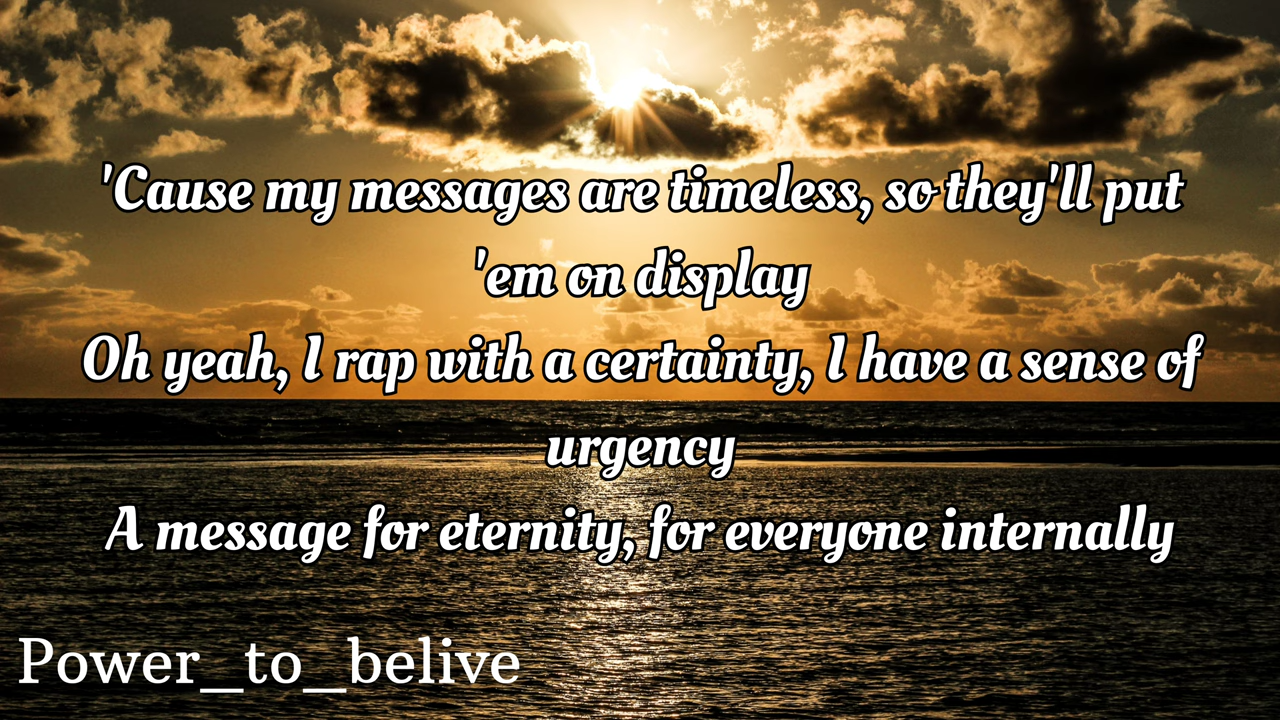 'Cause my messages are timeless, so they'll put
'em on display
Oh yeah, I rap with a certainty, I have a sense of
urgency
A message for eternity, for everyone internally
Power_to_belive